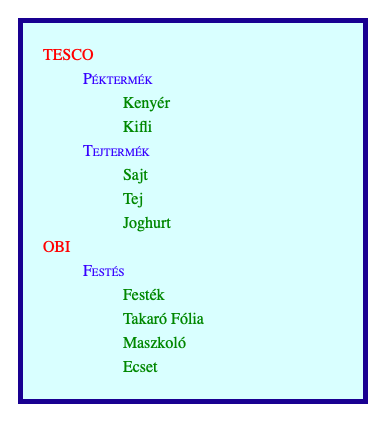 TESCO
Péktermék
Kenyér
Kifli
Tejtermék
Sajt
Tej
Joghurt
OBI
Festés
Festék
Takaró Fólia
Maszkoló
Ecset